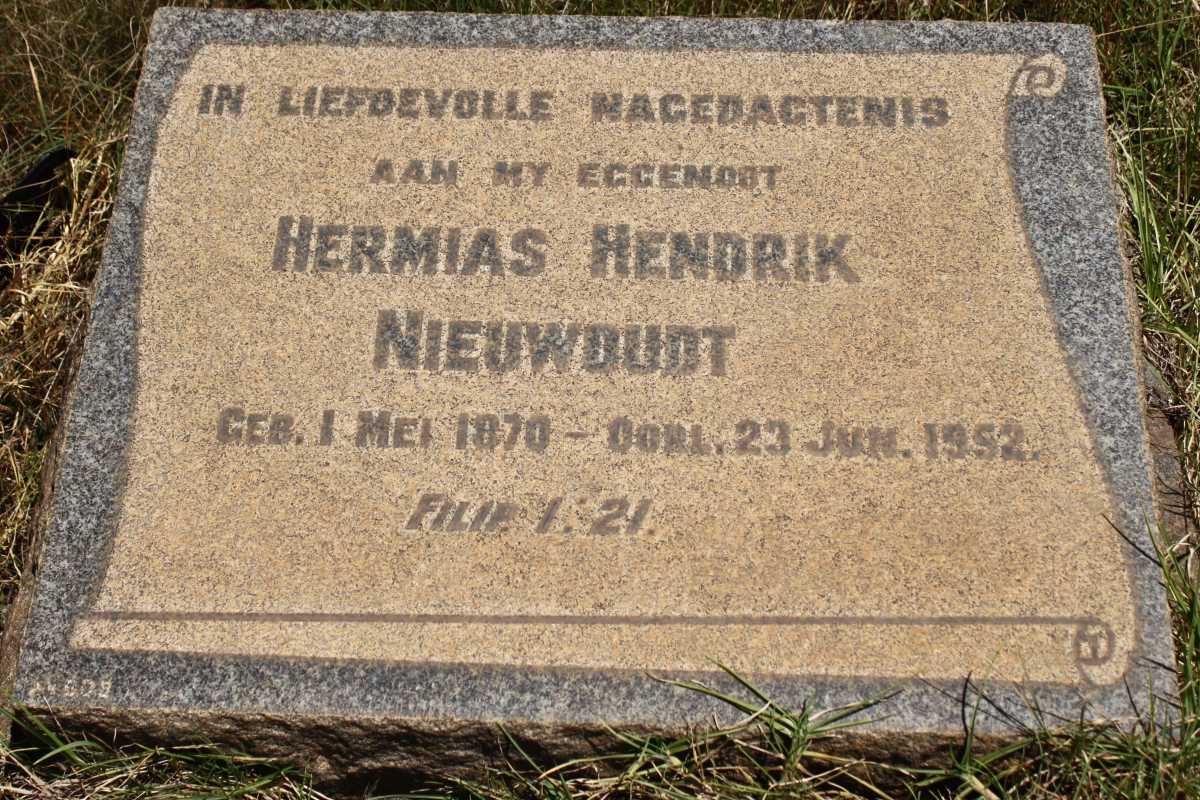 IN LIEFDEVOLLE NAGEDAGTENIS
AAN MY EGGENOOT
HERMIAS HENDRIK
NIEUWOUDT
GEB. 1 MEI 1870 – OORL. 23 JUN. 1952.
FILIP 1:21.